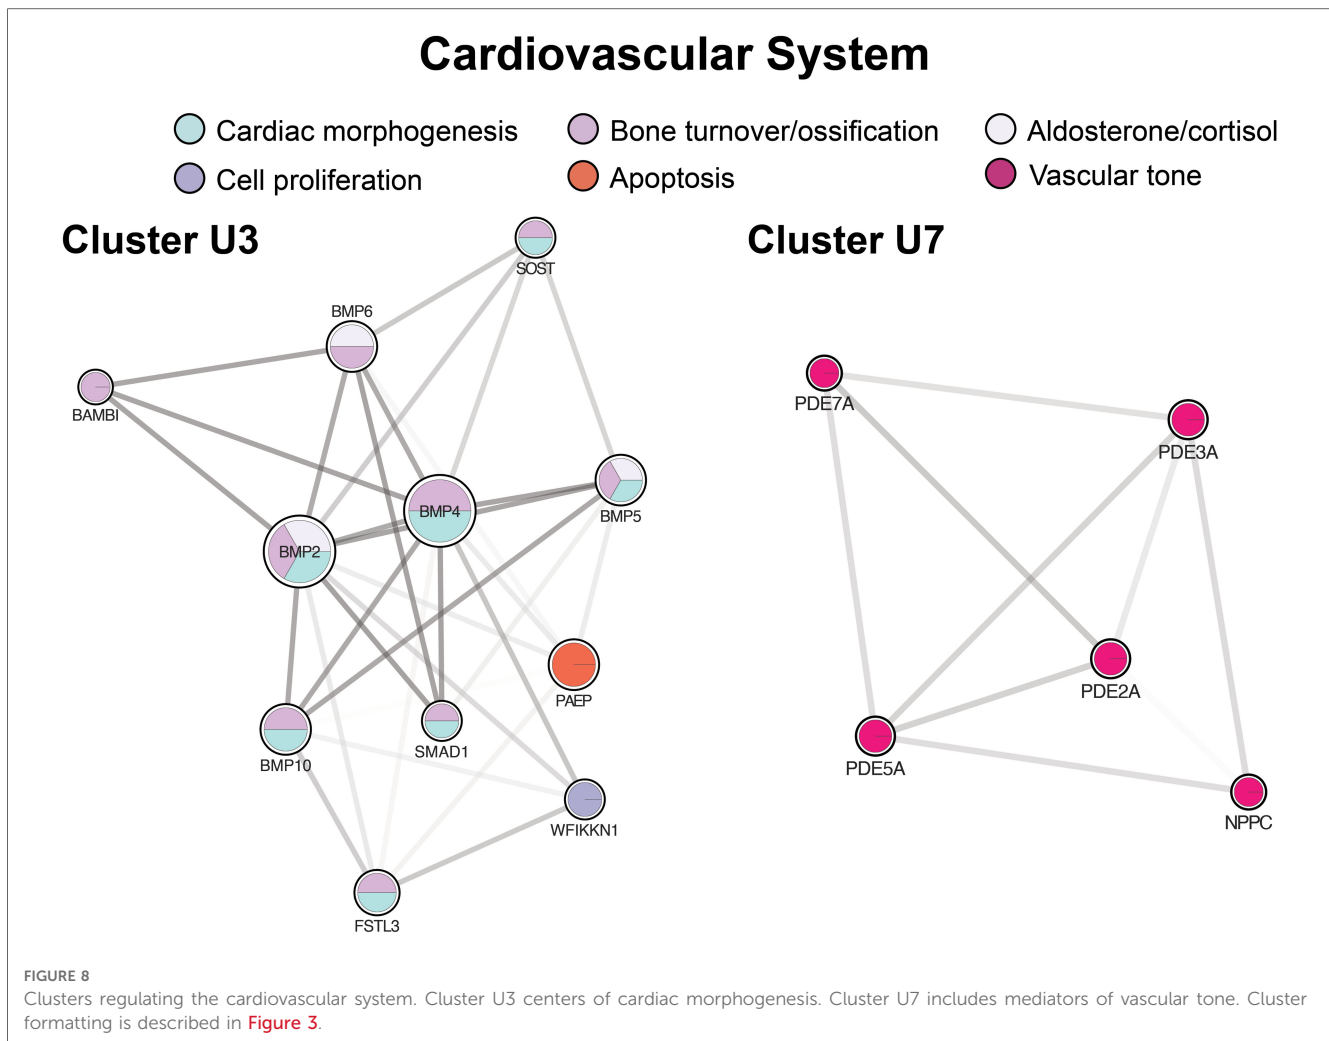 Cardiovascular System
Cardiac morphogenesis
Bone turnover/ossification
Aldosterone/cortisol
Cell proliferation
Apoptosis
Vascular tone
Cluster U3
Cluster U7
SOST
BMP6
BAMBI
BMP4
BMP5
BMP2
PAEP
SMAD1
BMP10
WFIKKN1
FSTL3
PDE7A
PDE3A
PDE2A
PDE5A
NPPC
FIGURE 8
Clusters regulating the cardiovascular system. Cluster U3 centers of cardiac morphogenesis. Cluster U7 includes mediators of vascular tone. Cluster
formatting is described in Figure 3.